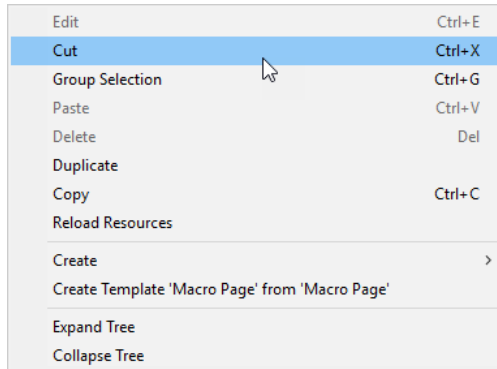 Edit Ctrl+E
Cut Ctrl+X
Group Selection Ctrl+G
Paste Ctrl+V
Delete Del
Duplicate
Copy Ctrl+C
Reload Resources
Create
Create Template 'Macro Page' from 'Macro Page'
Expand Tree
Collapse Tree